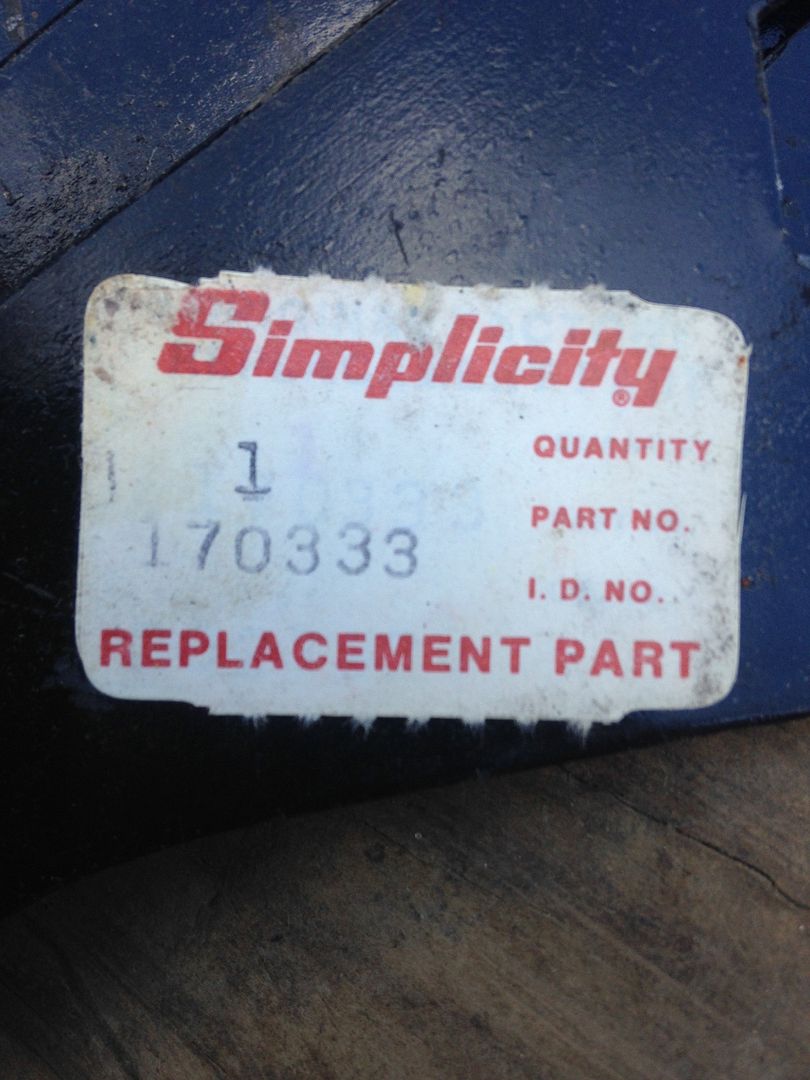 Simplicity®
1 QUANTITY
170333 PART NO.
I. D. NO.
REPLACEMENT PART